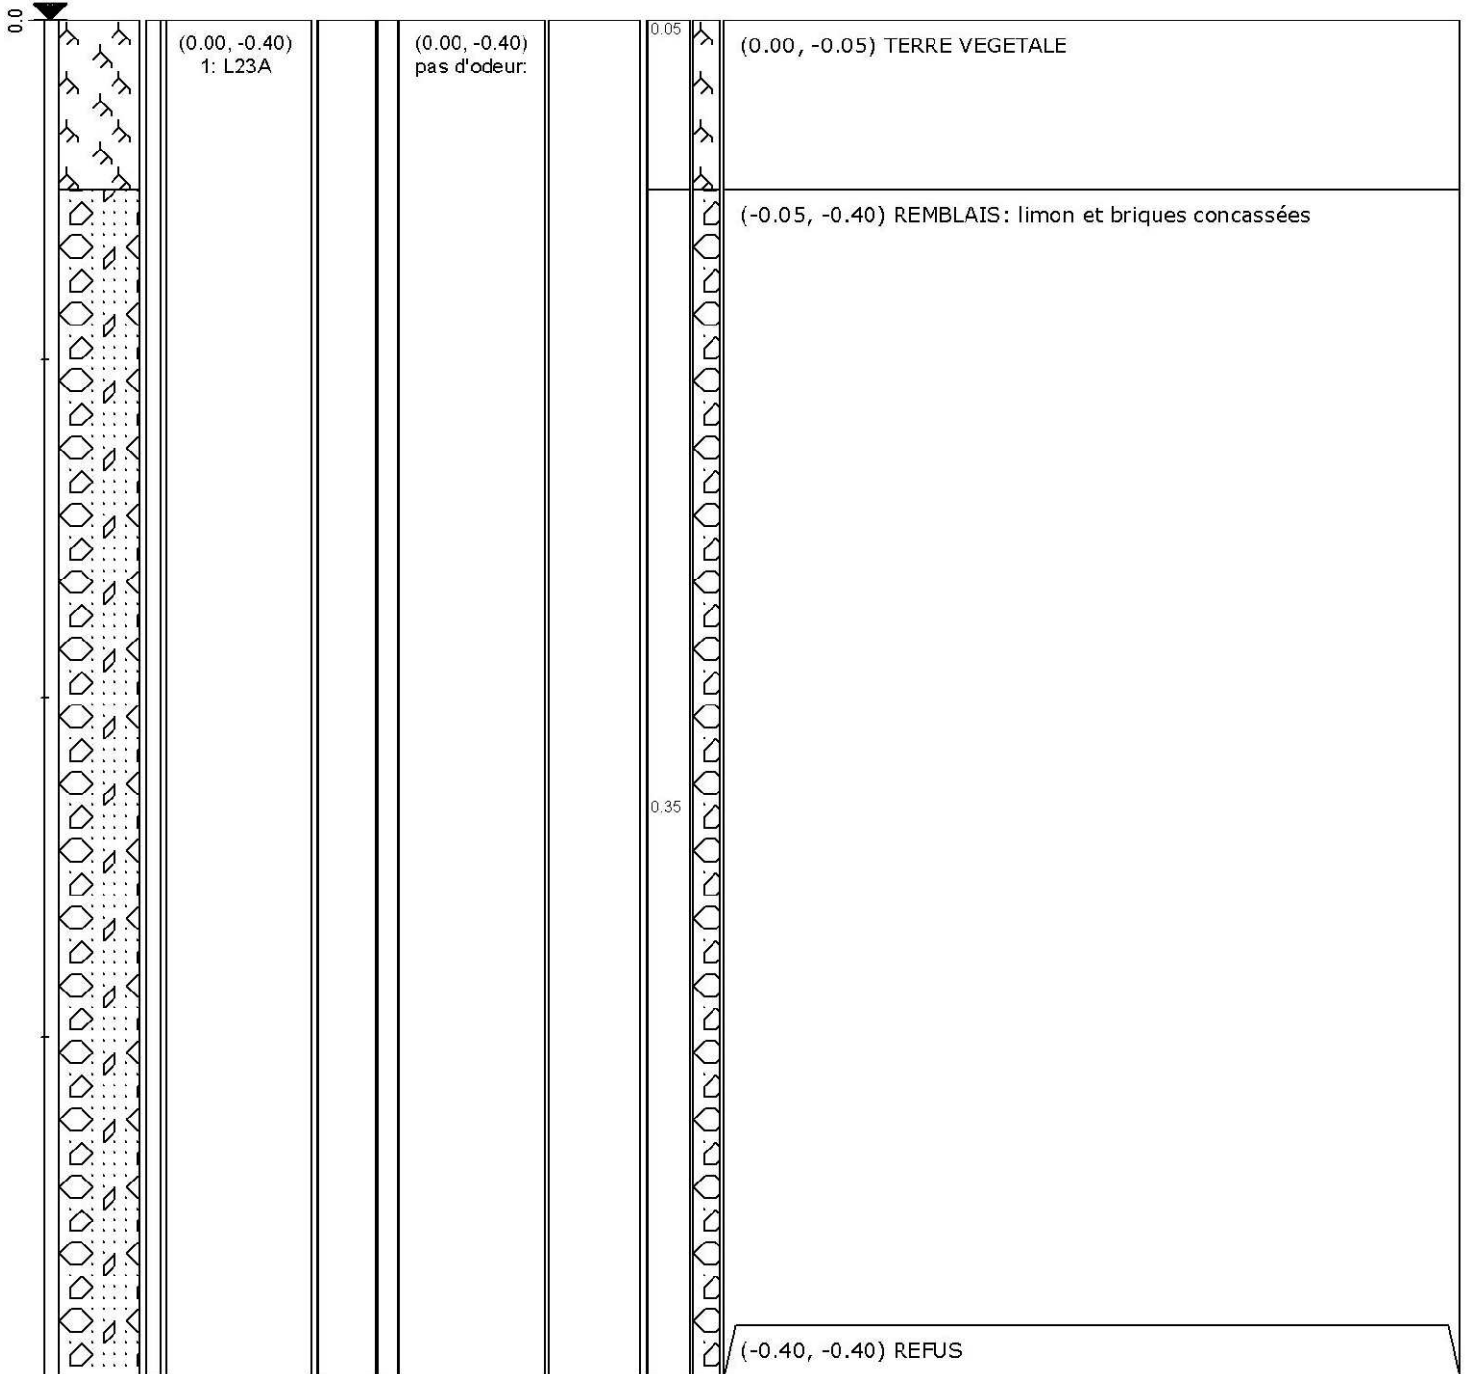 0.0
(0.00, -0.40)
1: L23A
(0.00, -0.40)
pas d'odeur:
0.05
(0.00, -0.05) TERRE VEGETALE
(-0.05, -0.40) REMBLAIS: limon et briques concassées
0.35
(-0.40, -0.40) REFUS